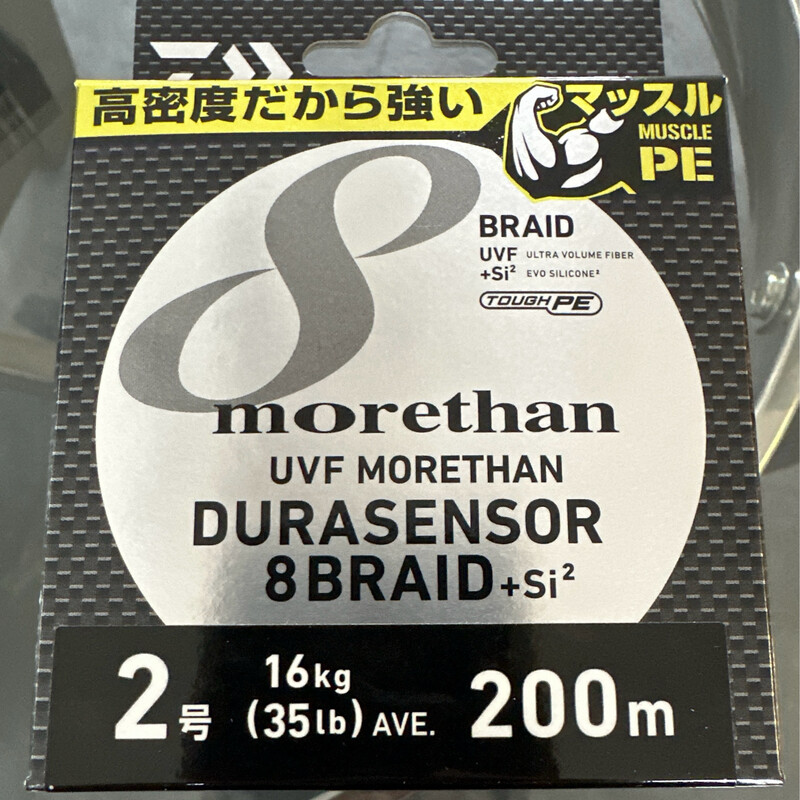 高密度だから強い
マッスル
MUSCLE
PE
8
BRAID
UVF ULTRA VOLUME FIBER
+Si² EVO SILICONE²
TOUGH PE
morethan
UVF MORETHAN
DURASENSOR
8BRAID+Si²
2号 16kg (35lb) AVE. 200m